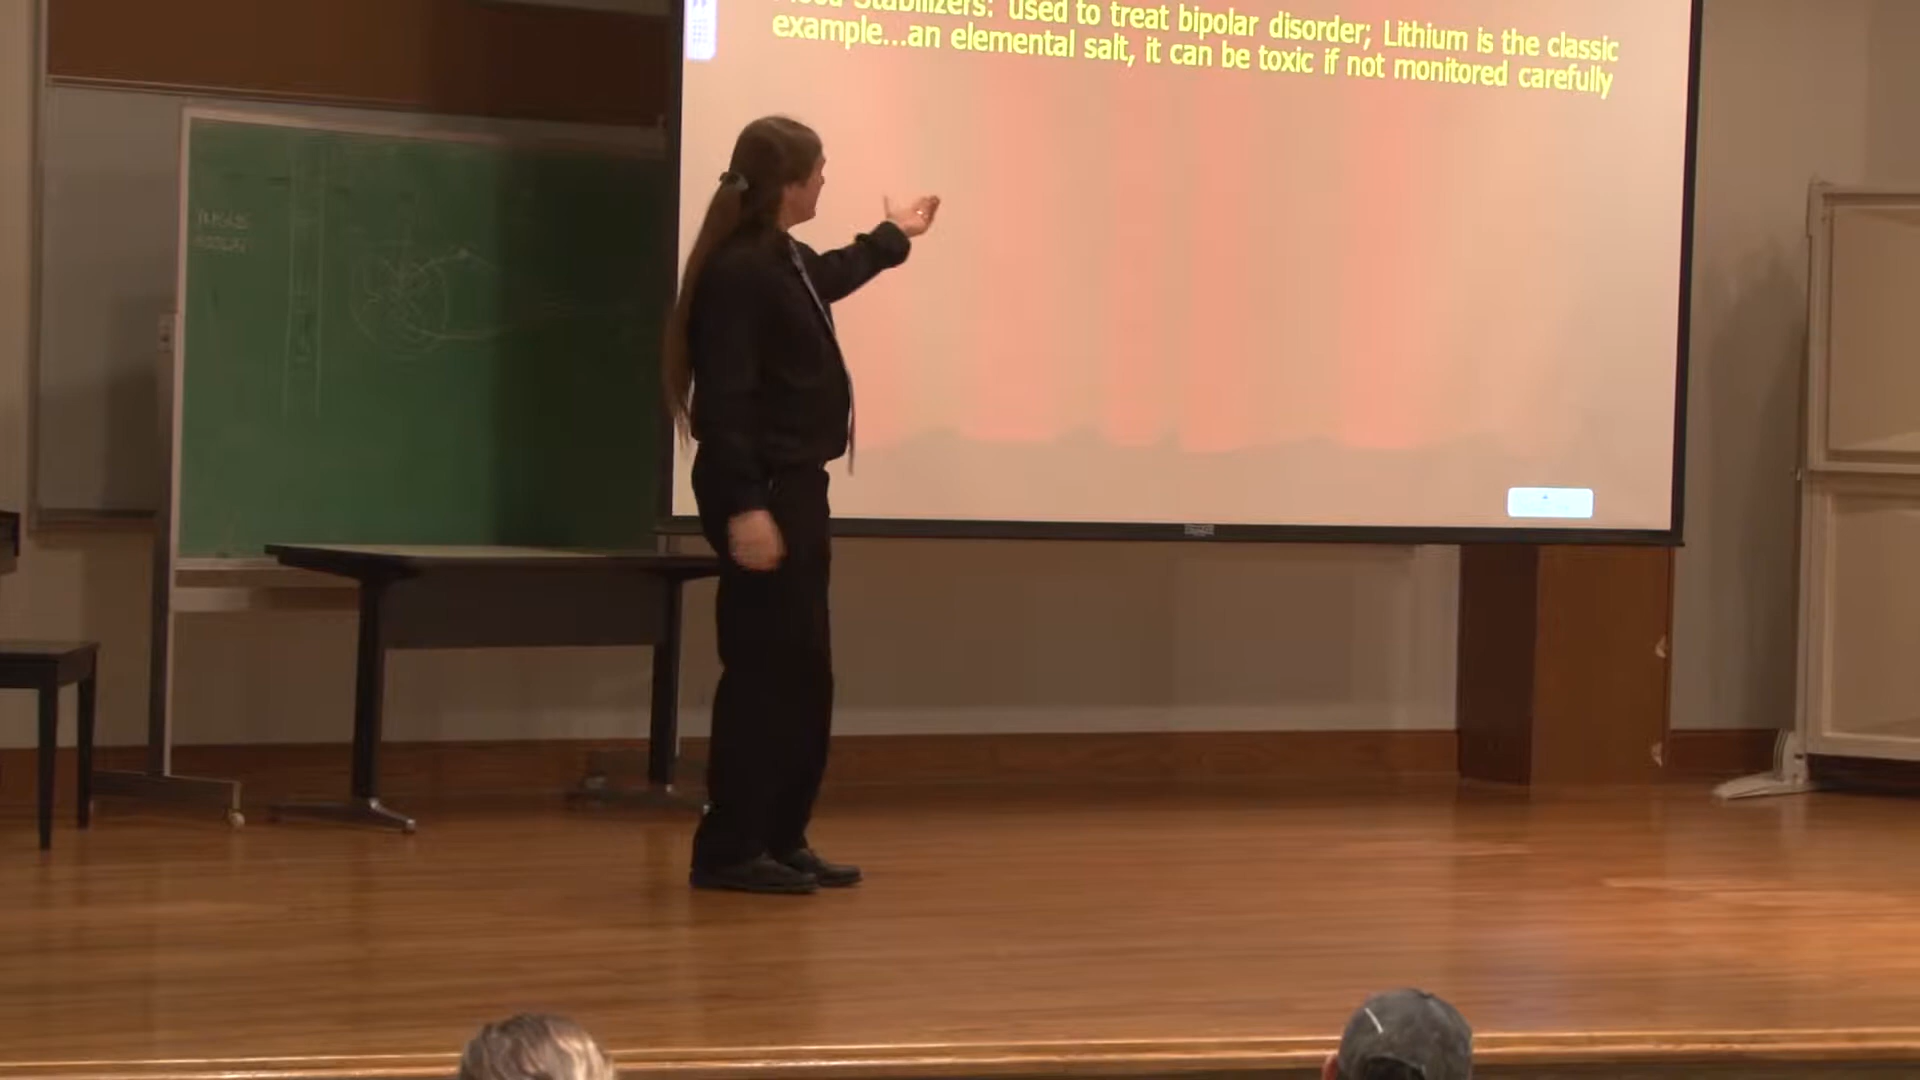 Stabilizers: used to treat bipolar disorder; Lithium is the classic
example...an elemental salt, it can be toxic if not monitored carefully